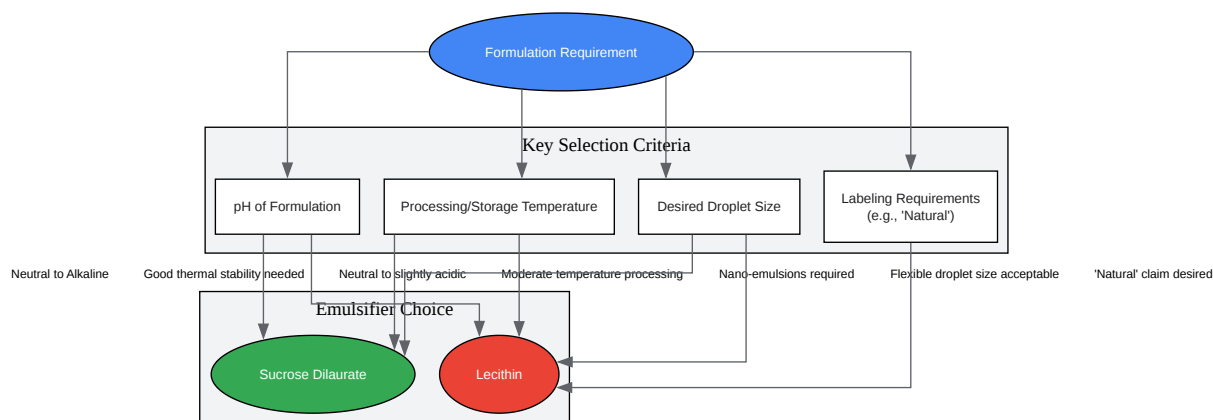 Formulation Requirement
Key Selection Criteria
pH of Formulation
Processing/Storage Temperature
Desired Droplet Size
Labeling Requirements
(e.g., 'Natural')
Neutral to Alkaline
Good thermal stability needed
Neutral to slightly acidic
Moderate temperature processing
Nano-emulsions required
Flexible droplet size acceptable
'Natural' claim desired
Emulsifier Choice
Sucrose Dilaurate
Lecithin